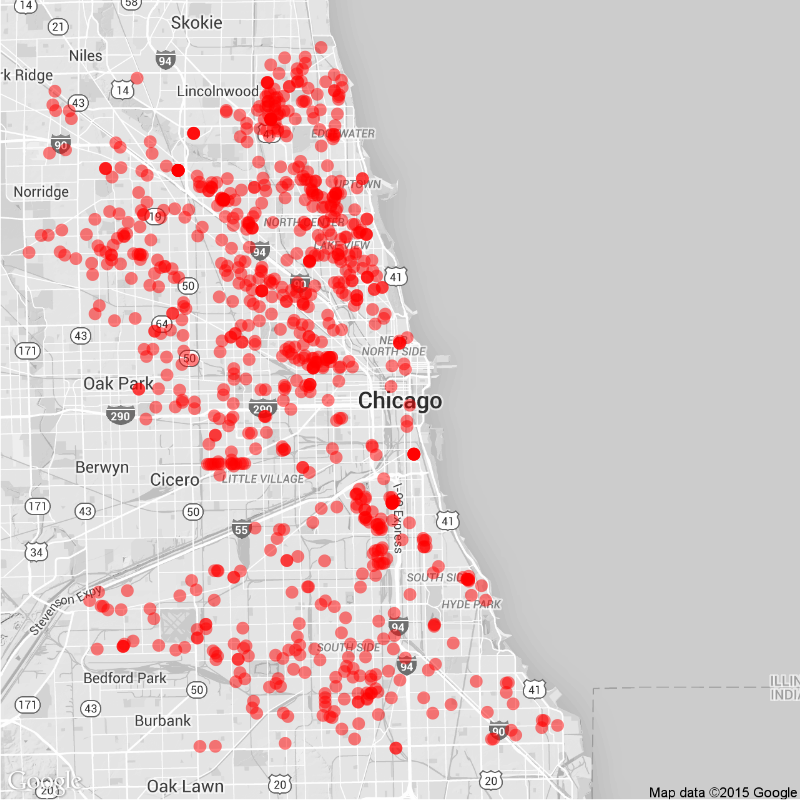 14
58
21
Skokie
Niles
94
rk Ridge
14
Lincolnwood
43
41
EDGEWATER
90
Norridge
UPTOWN
19
NORTH CENTER
LAKE VIEW
94
41
50
90
64
43
171
50
NEAR
NORTH SIDE
Oak Park
290
290
Chicago
Berwyn
Cicero
LITTLE VILLAGE
171
43
50
55
I-90 Express
41
34
SOUTH SIDE
HYDE PARK
Stevenson Expy
94
SOUTH SIDE
94
Bedford Park
ILLIN
INDIA
50
41
171
43
Burbank
90
Google
20
Oak Lawn
20
20
Map data ©2015 Google